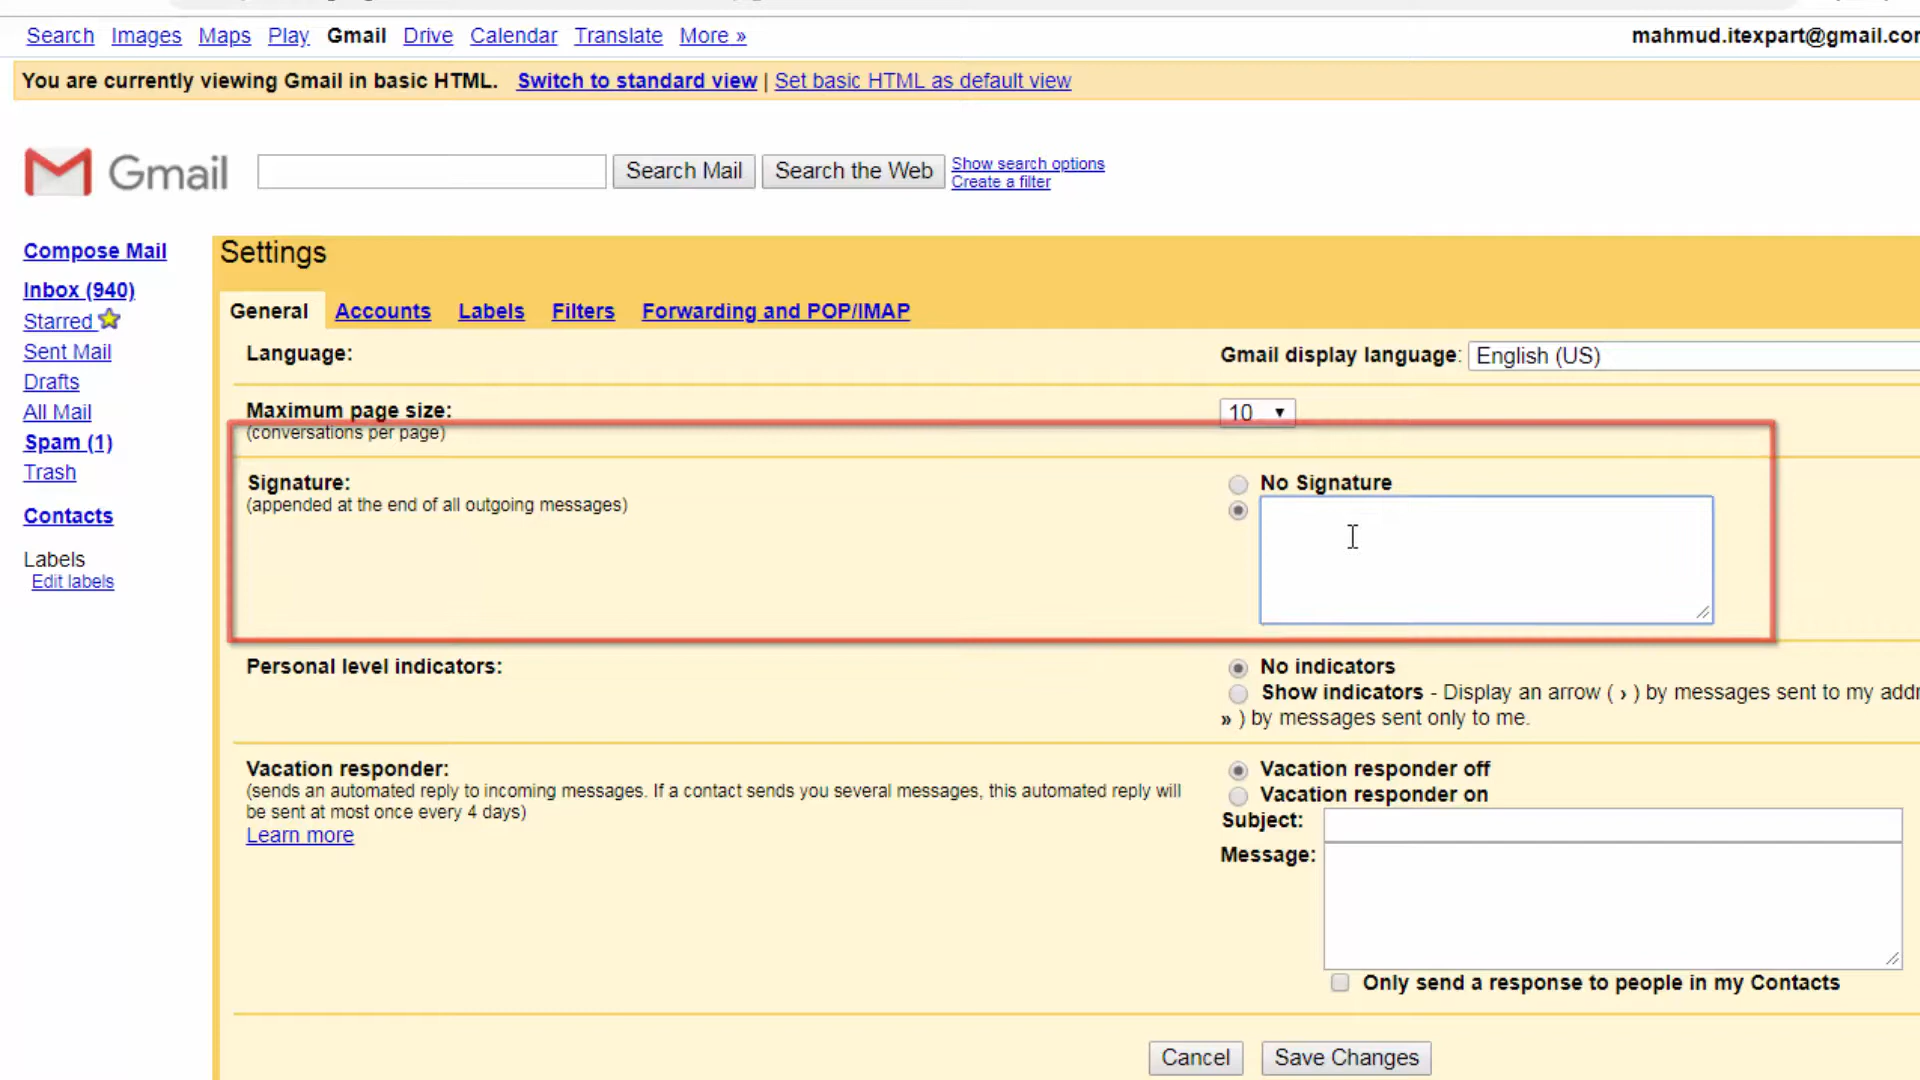 Search Images Maps Play Gmail Drive Calendar Translate More »
mahmud.itexpart@gmail.co
You are currently viewing Gmail in basic HTML. Switch to standard view | Set basic HTML as default view
Gmail
Search Mail Search the Web Show search options
Create a filter
Compose Mail
Inbox (940)
Starred
Sent Mail
Drafts
All Mail
Spam (1)
Trash
Contacts
Labels
Edit labels
Settings
General Accounts Labels Filters Forwarding and POP/IMAP
Language: Gmail display language: English (US)
Maximum page size: 10
(conversations per page)
Signature: No Signature
(appended at the end of all outgoing messages)
Personal level indicators: No indicators
Show indicators - Display an arrow ( › ) by messages sent to my addr
» ) by messages sent only to me.
Vacation responder: Vacation responder off
(sends an automated reply to incoming messages. If a contact sends you several messages, this automated reply will
be sent at most once every 4 days)
Learn more
Vacation responder on
Subject:
Message:
Only send a response to people in my Contacts
Cancel Save Changes